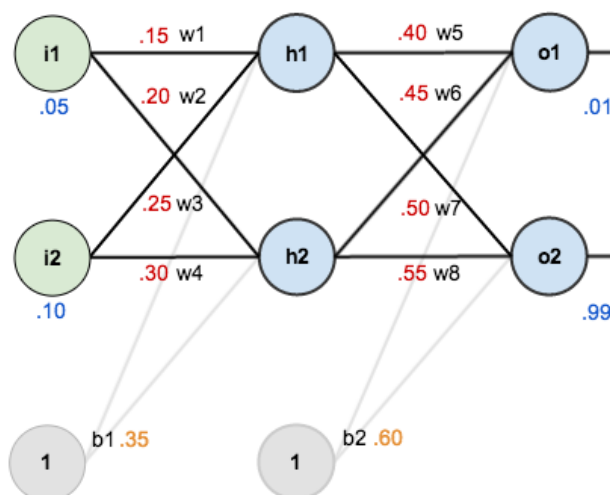 .15 w1
.40 w5
i1
h1
o1
.20 w2
.45 w6
.05
.01
.25 w3
.50 w7
i2
h2
o2
.30 w4
.55 w8
.10
.99
b1 .35
b2 .60
1
1